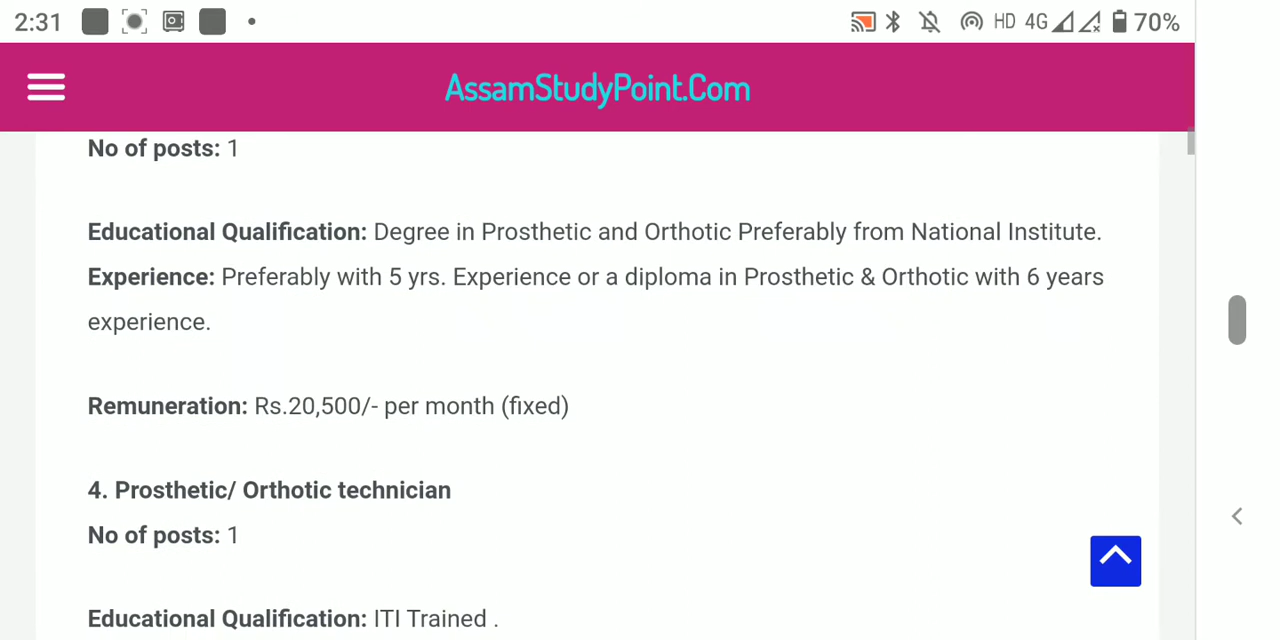 2:31
HD 4G 70%
AssamStudyPoint.Com
No of posts: 1
Educational Qualification: Degree in Prosthetic and Orthotic Preferably from National Institute.
Experience: Preferably with 5 yrs. Experience or a diploma in Prosthetic & Orthotic with 6 years
experience.
Remuneration: Rs.20,500/- per month (fixed)
4. Prosthetic/ Orthotic technician
No of posts: 1
Educational Qualification: ITI Trained .